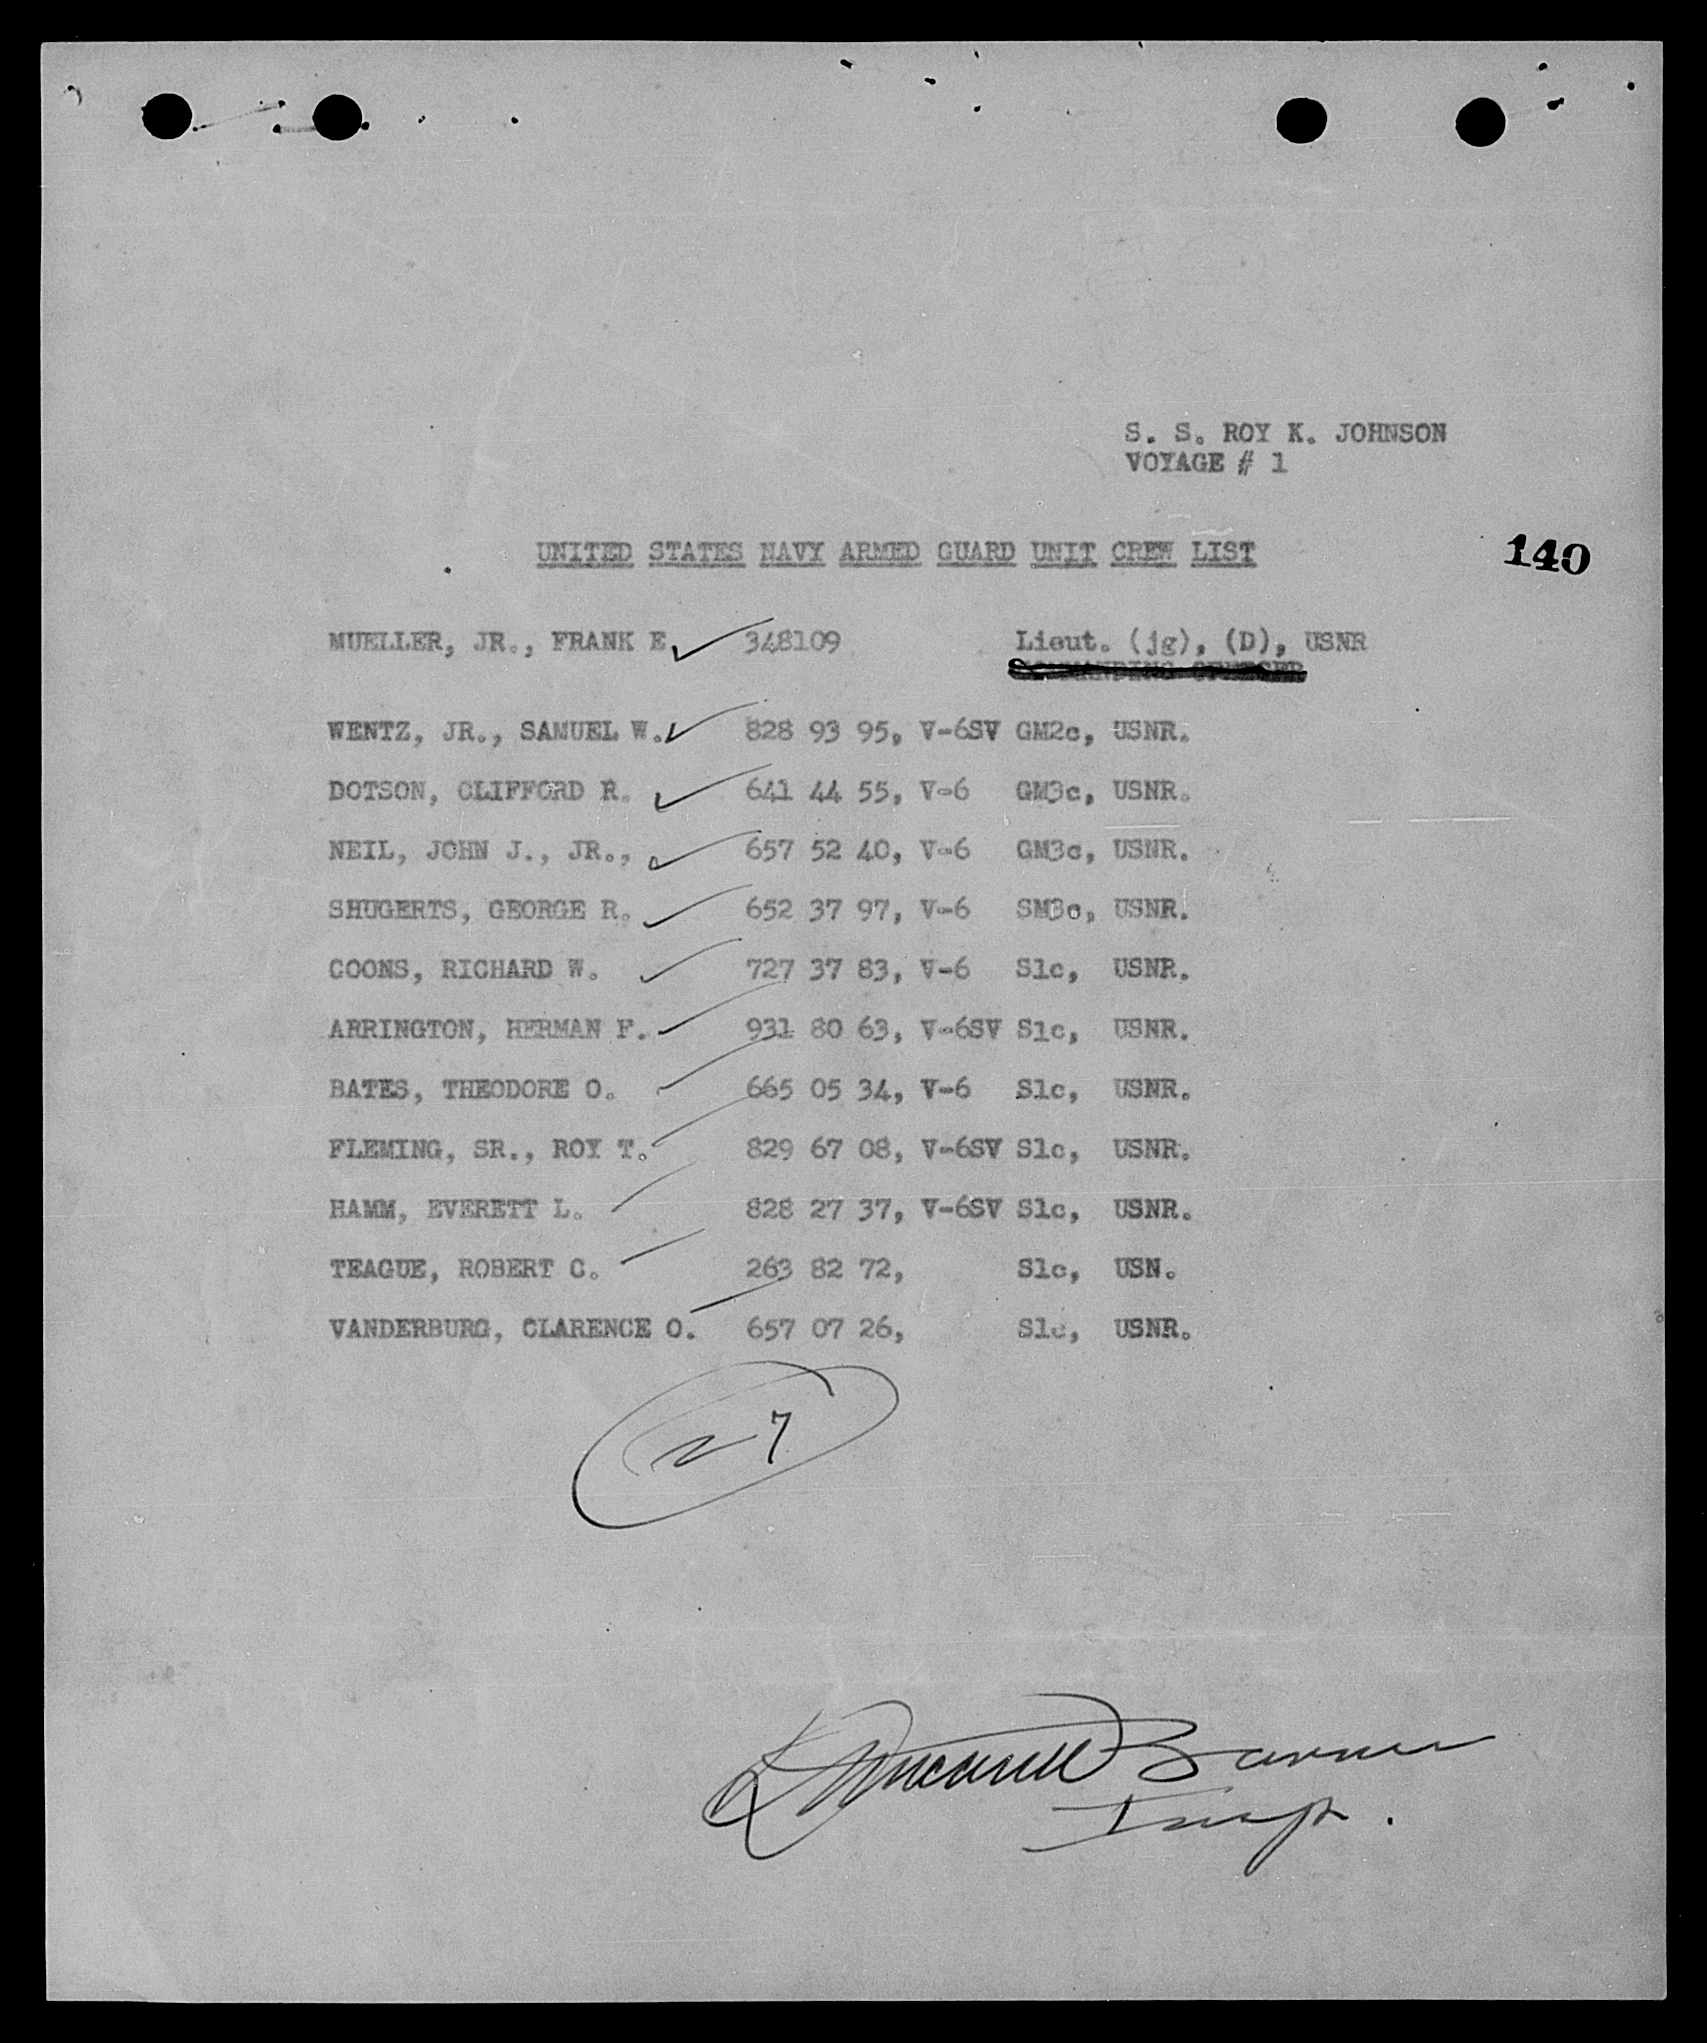 S. S. ROY K. JOHNSON
VOYAGE # 1
UNITED STATES NAVY ARMED GUARD UNIT CREW LIST
140
MUELLER, JR., FRANK E. 348109 Lieut. (jg), (D), USNR
COMMANDING OFFICER
WENTZ, JR., SAMUEL W. 828 93 95, V-6SV GM2c, USNR.
DOTSON, CLIFFORD R. 641 44 55, V-6 GM3c, USNR.
NEIL, JOHN J., JR., 657 52 40, V-6 GM3c, USNR.
SHUGERTS, GEORGE R. 652 37 97, V-6 SM3c, USNR.
COONS, RICHARD W. 727 37 83, V-6 S1c, USNR.
ARRINGTON, HERMAN F. 931 80 63, V-6SV S1c, USNR.
BATES, THEODORE O. 665 05 34, V-6 S1c, USNR.
FLEMING, SR., ROY T. 829 67 08, V-6SV S1c, USNR.
HAMM, EVERETT L. 828 27 37, V-6SV S1c, USNR.
TEAGUE, ROBERT C. 263 82 72, S1c, USN.
VANDERBURG, CLARENCE O. 657 07 26, S1c, USNR.
27
Insp.